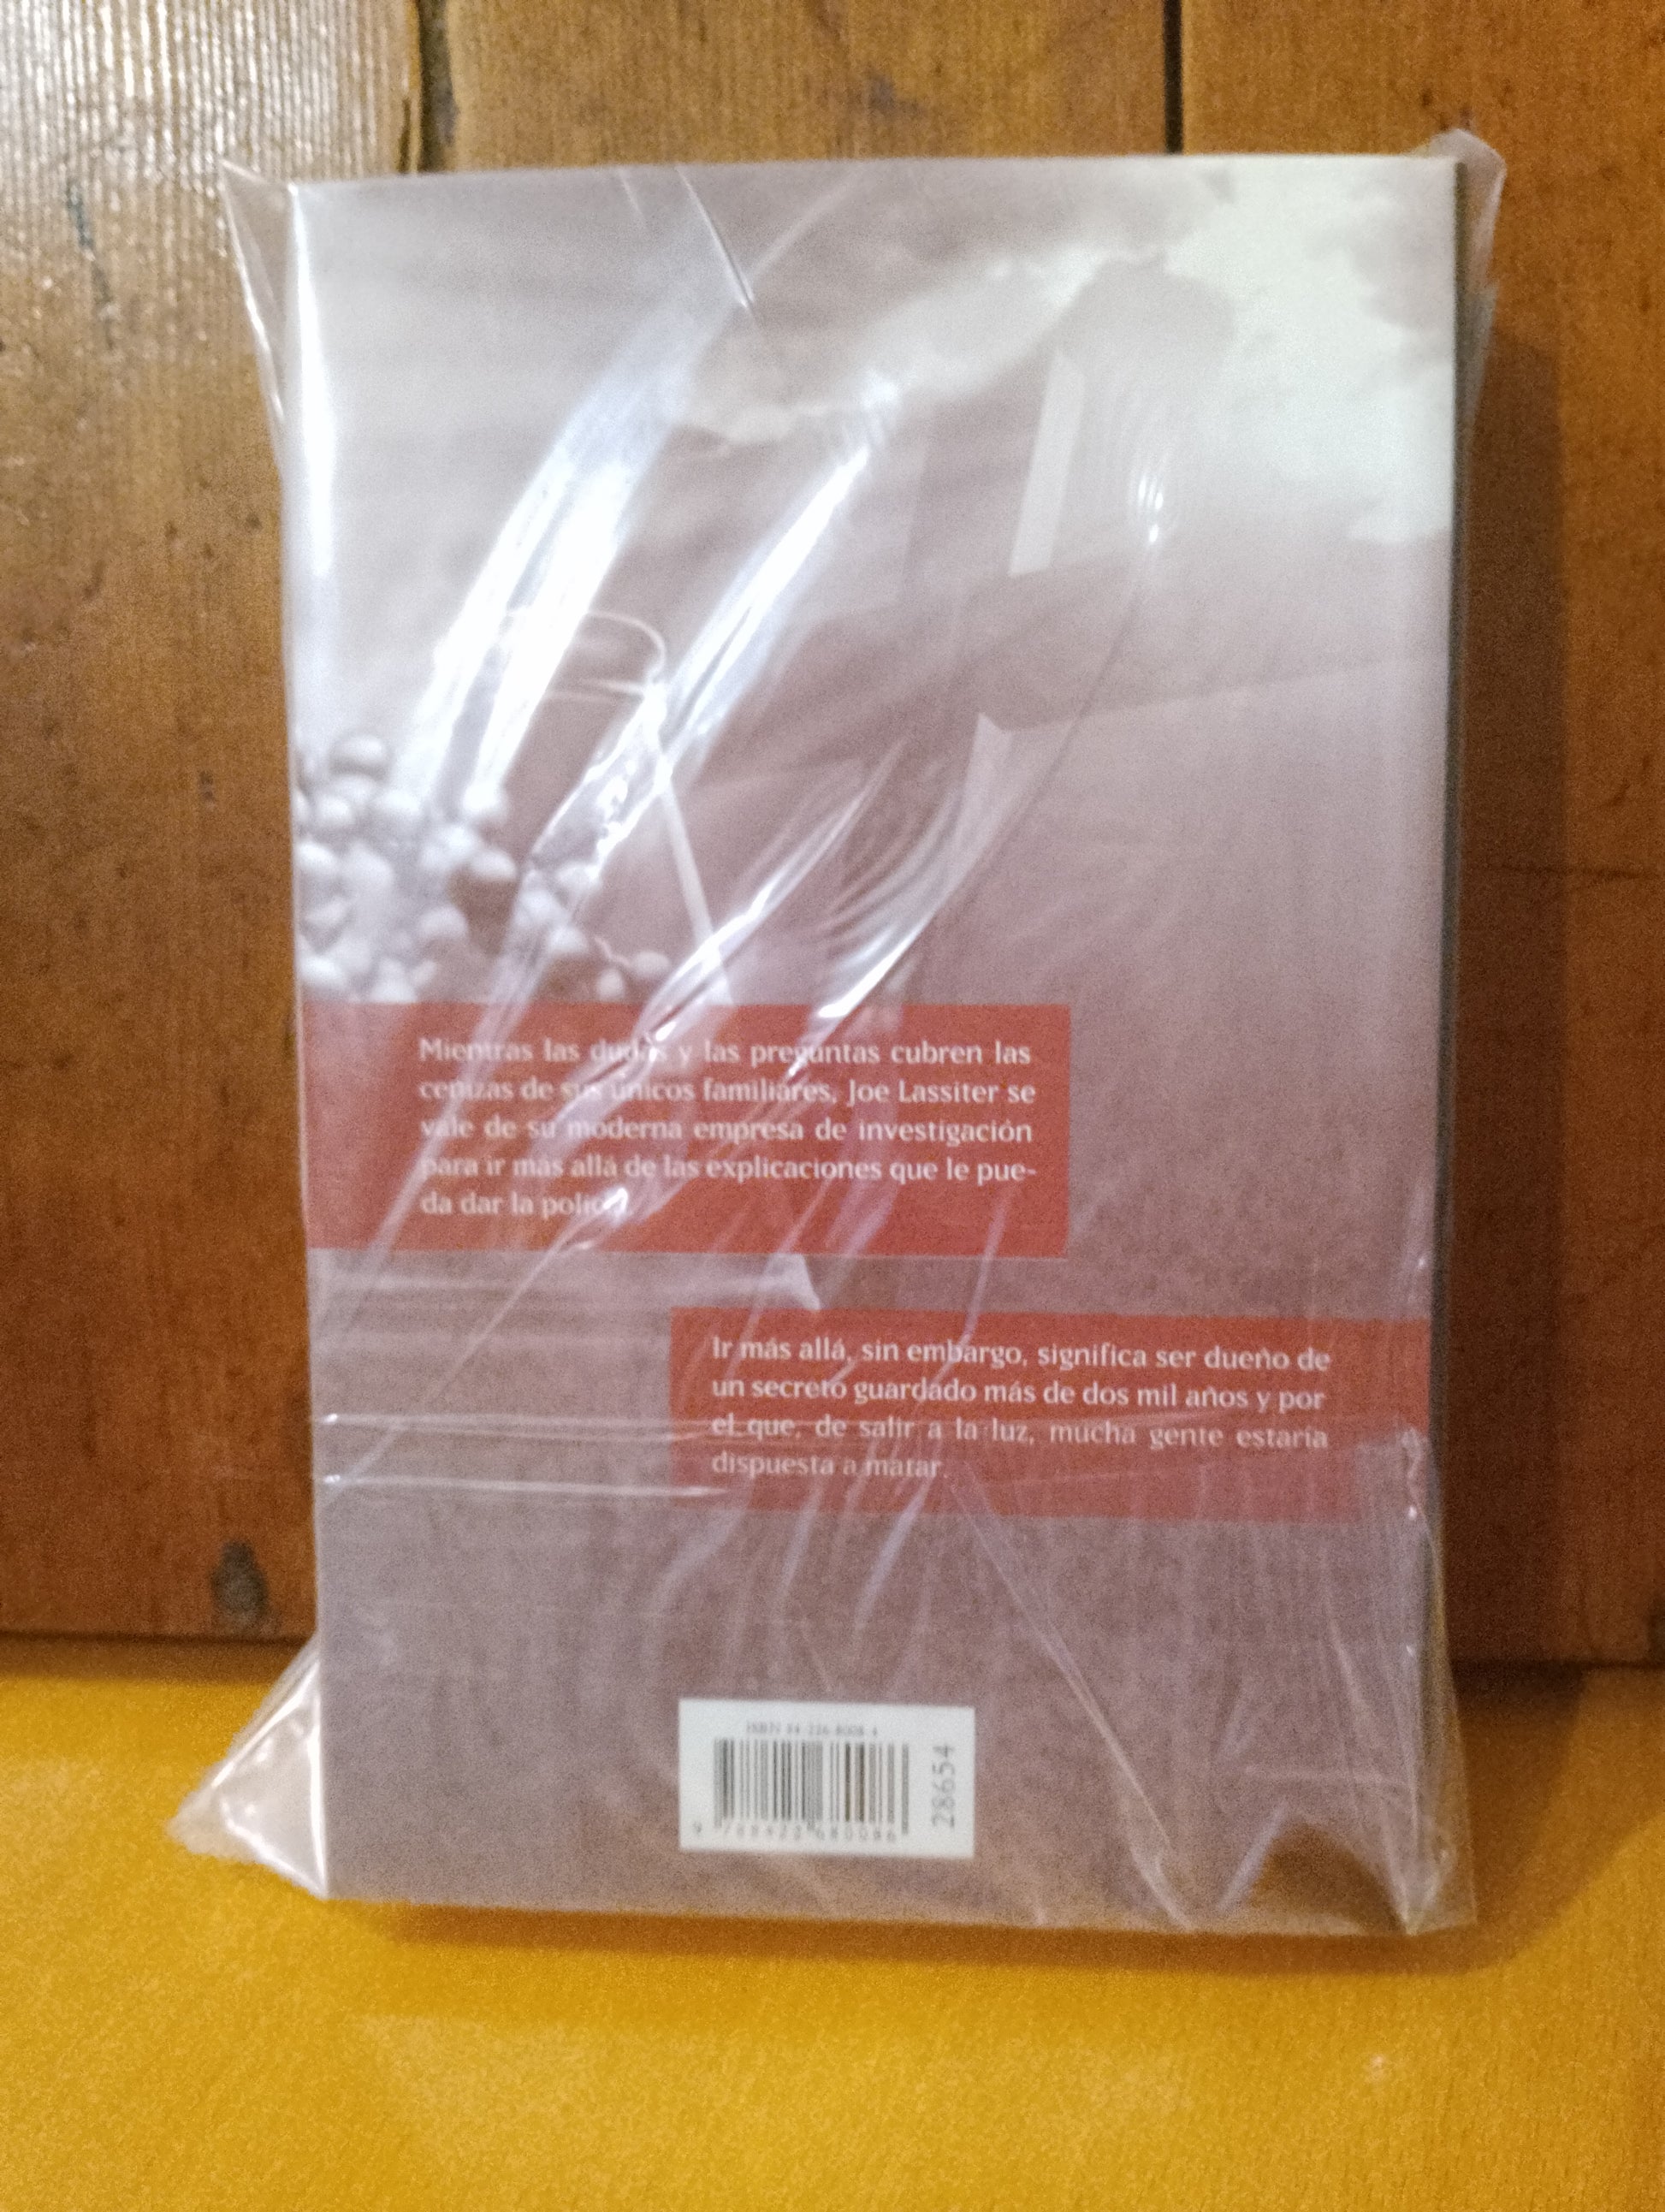 Mientras las dudas y las preguntas cubren las
cenizas de sus únicos familiares, Joe Lassiter se
vale de su moderna empresa de investigación
para ir más allá de las explicaciones que le pue-
da dar la policía.
Ir más allá, sin embargo, significa ser dueño de
un secreto guardado más de dos mil años y por
el que, de salir a la luz, mucha gente estaría
dispuesta a matar.
ISBN
28654